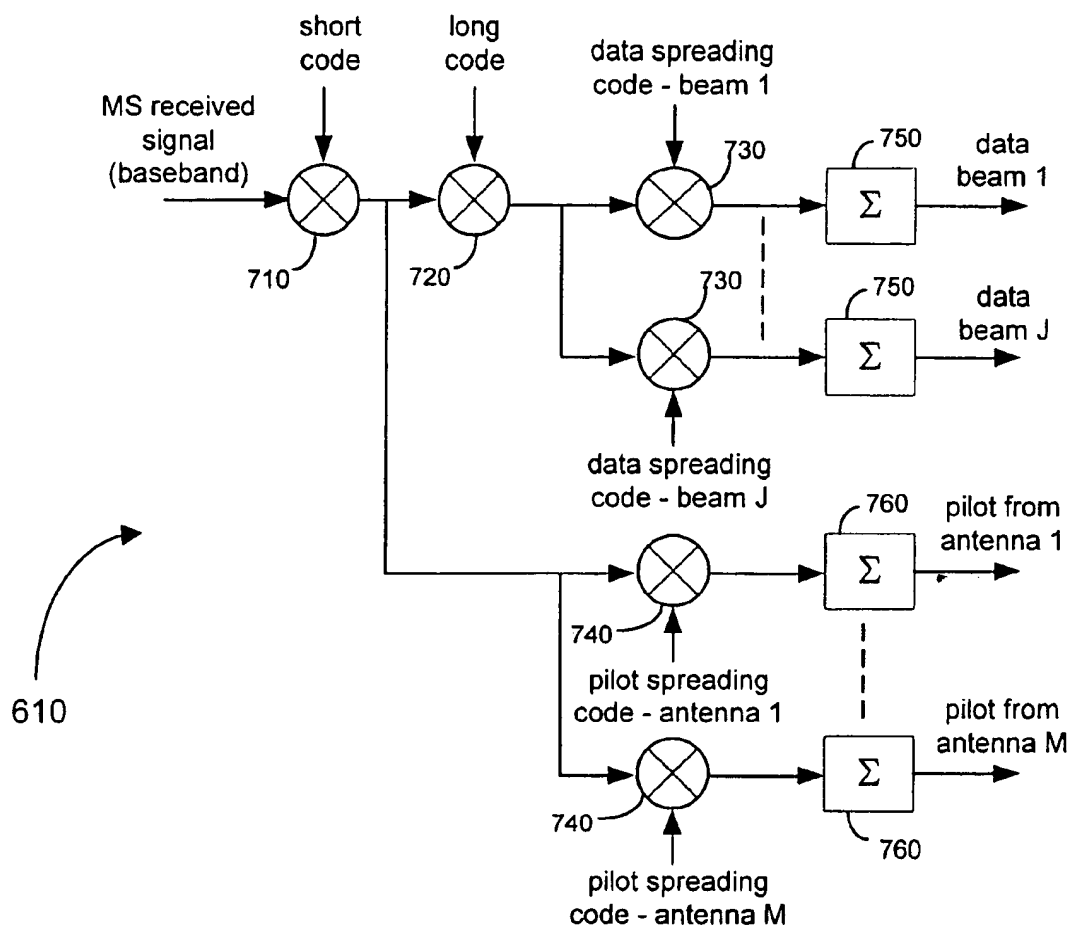 short
code
long
code
data spreading
code - beam 1
MS received
signal
(baseband)
730
750
data
beam 1
Σ
710
720
730
750
data
beam J
Σ
data spreading
code - beam J
760
pilot from
antenna 1
Σ
740
pilot spreading
code - antenna 1
610
pilot from
antenna M
Σ
740
760
pilot spreading
code - antenna M